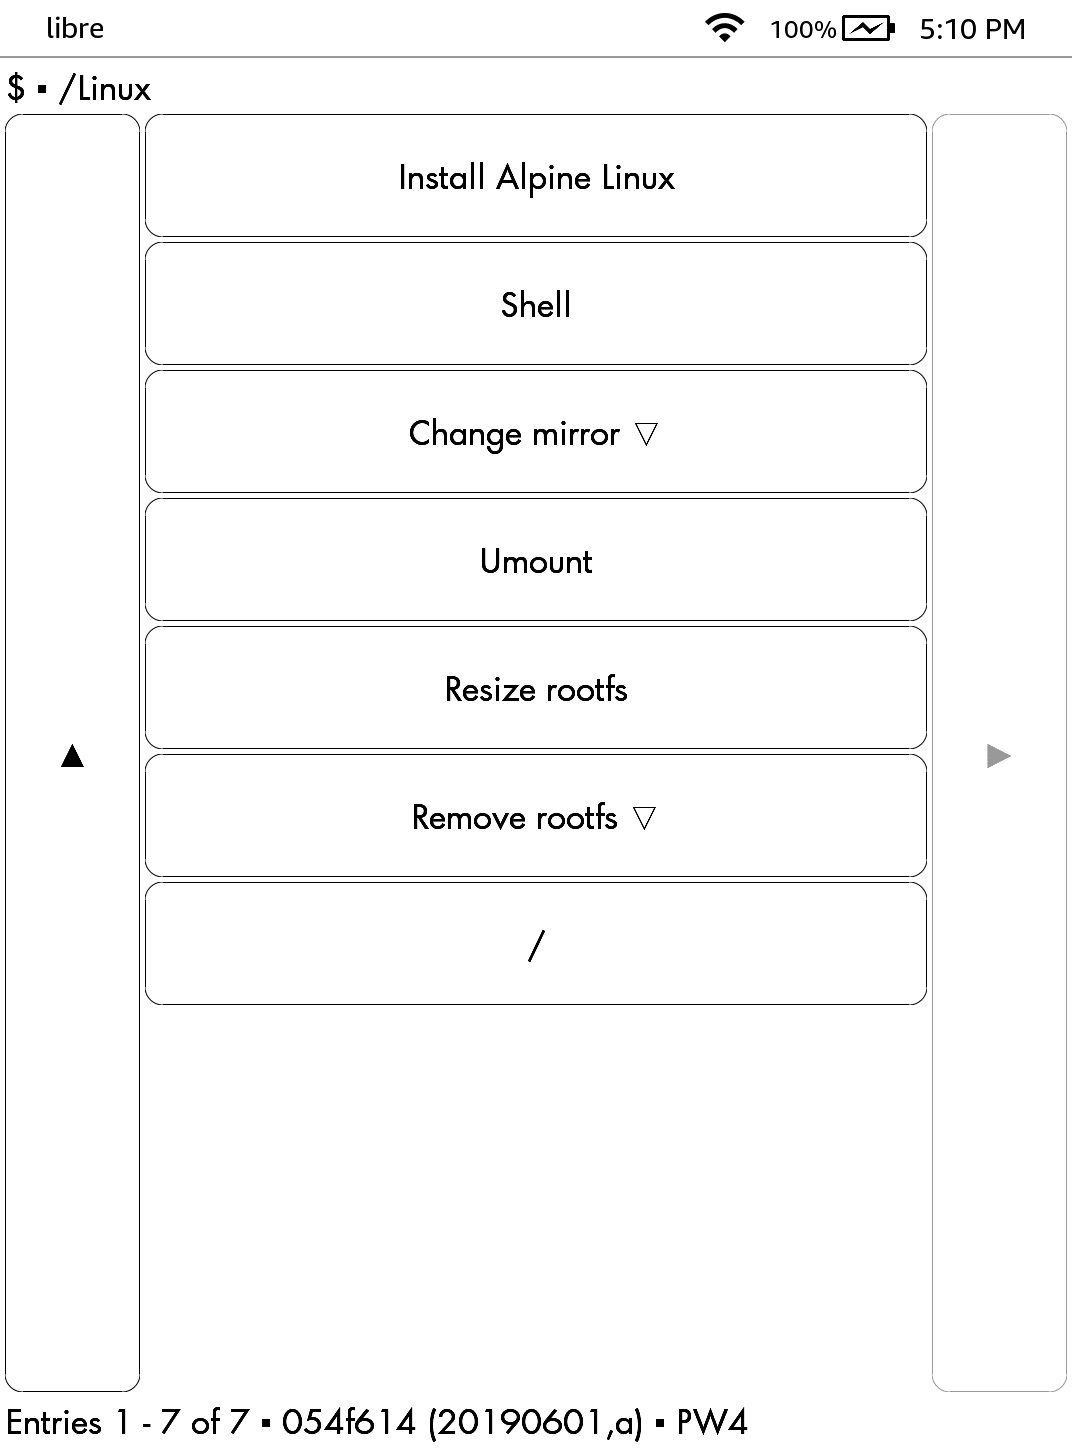 libre 100% 5:10 PM
$ ▪ /Linux
Install Alpine Linux
Shell
Change mirror ▽
Umount
Resize rootfs
Remove rootfs ▽
/
Entries 1 - 7 of 7 ▪ 054f614 (20190601,a) ▪ PW4